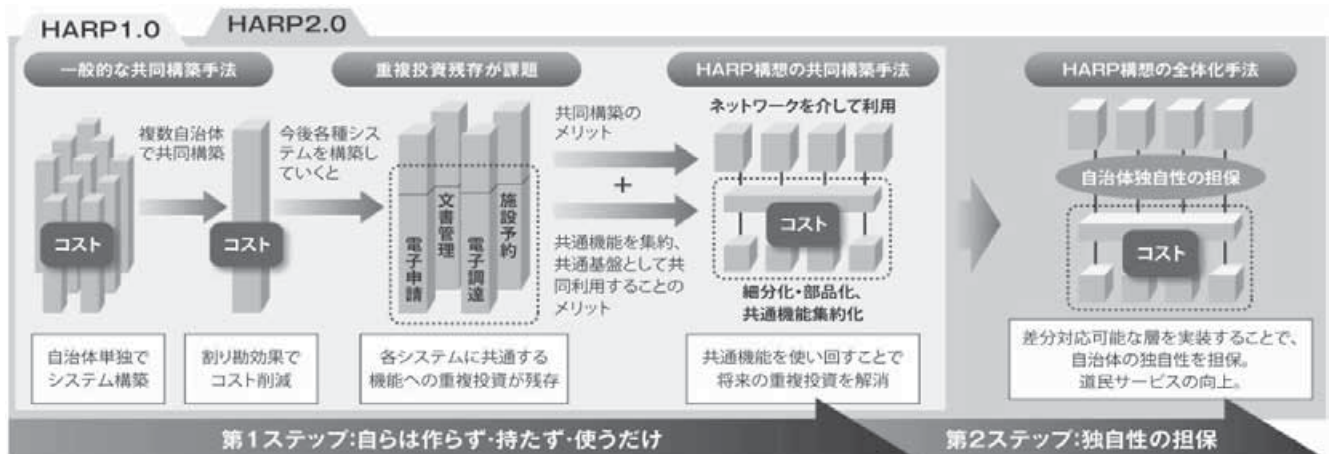 HARP1.0
HARP2.0
一般的な共同構築手法
重複投資残存が課題
HARP構想の共同構築手法
HARP構想の全体化手法
複数自治体
で共同構築
今後各種シス
テムを構築し
ていくと
共同構築の
メリット
+
共通機能を集約、
共通基盤として共
同利用することの
メリット
コスト
コスト
電子申請
文書管理
電子調達
施設予約
ネットワークを介して利用
コスト
細分化・部品化、
共通機能集約化
自治体独自性の担保
コスト
自治体単独で
システム構築
割り勘効果で
コスト削減
各システムに共通する
機能への重複投資が残存
共通機能を使い回すことで
将来の重複投資を解消
差分対応可能な層を実装することで、
自治体の独自性を担保。
道民サービスの向上。
第1ステップ:自らは作らず・持たず・使うだけ
第2ステップ:独自性の担保